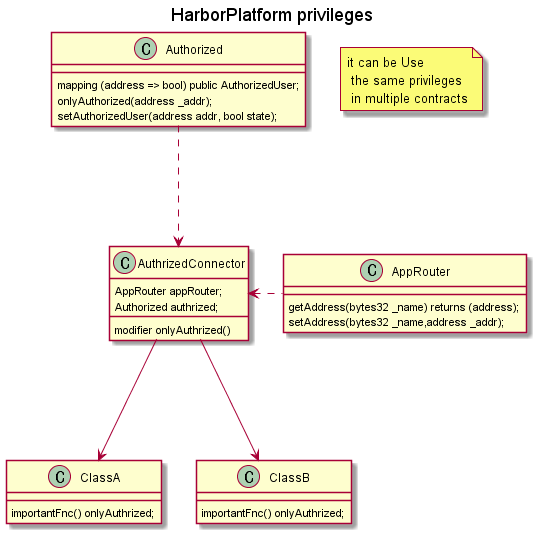 HarborPlatform privileges
C Authorized
mapping (address => bool) public AuthorizedUser;
onlyAuthorized(address _addr);
setAuthorizedUser(address addr, bool state);
it can be Use
the same privileges
in multiple contracts
C AuthrizedConnector
AppRouter appRouter;
Authorized authrized;
modifier onlyAuthrized()
C AppRouter
getAddress(bytes32 _name) returns (address);
setAddress(bytes32 _name,address _addr);
C ClassA
importantFnc() onlyAuthrized;
C ClassB
importantFnc() onlyAuthrized;